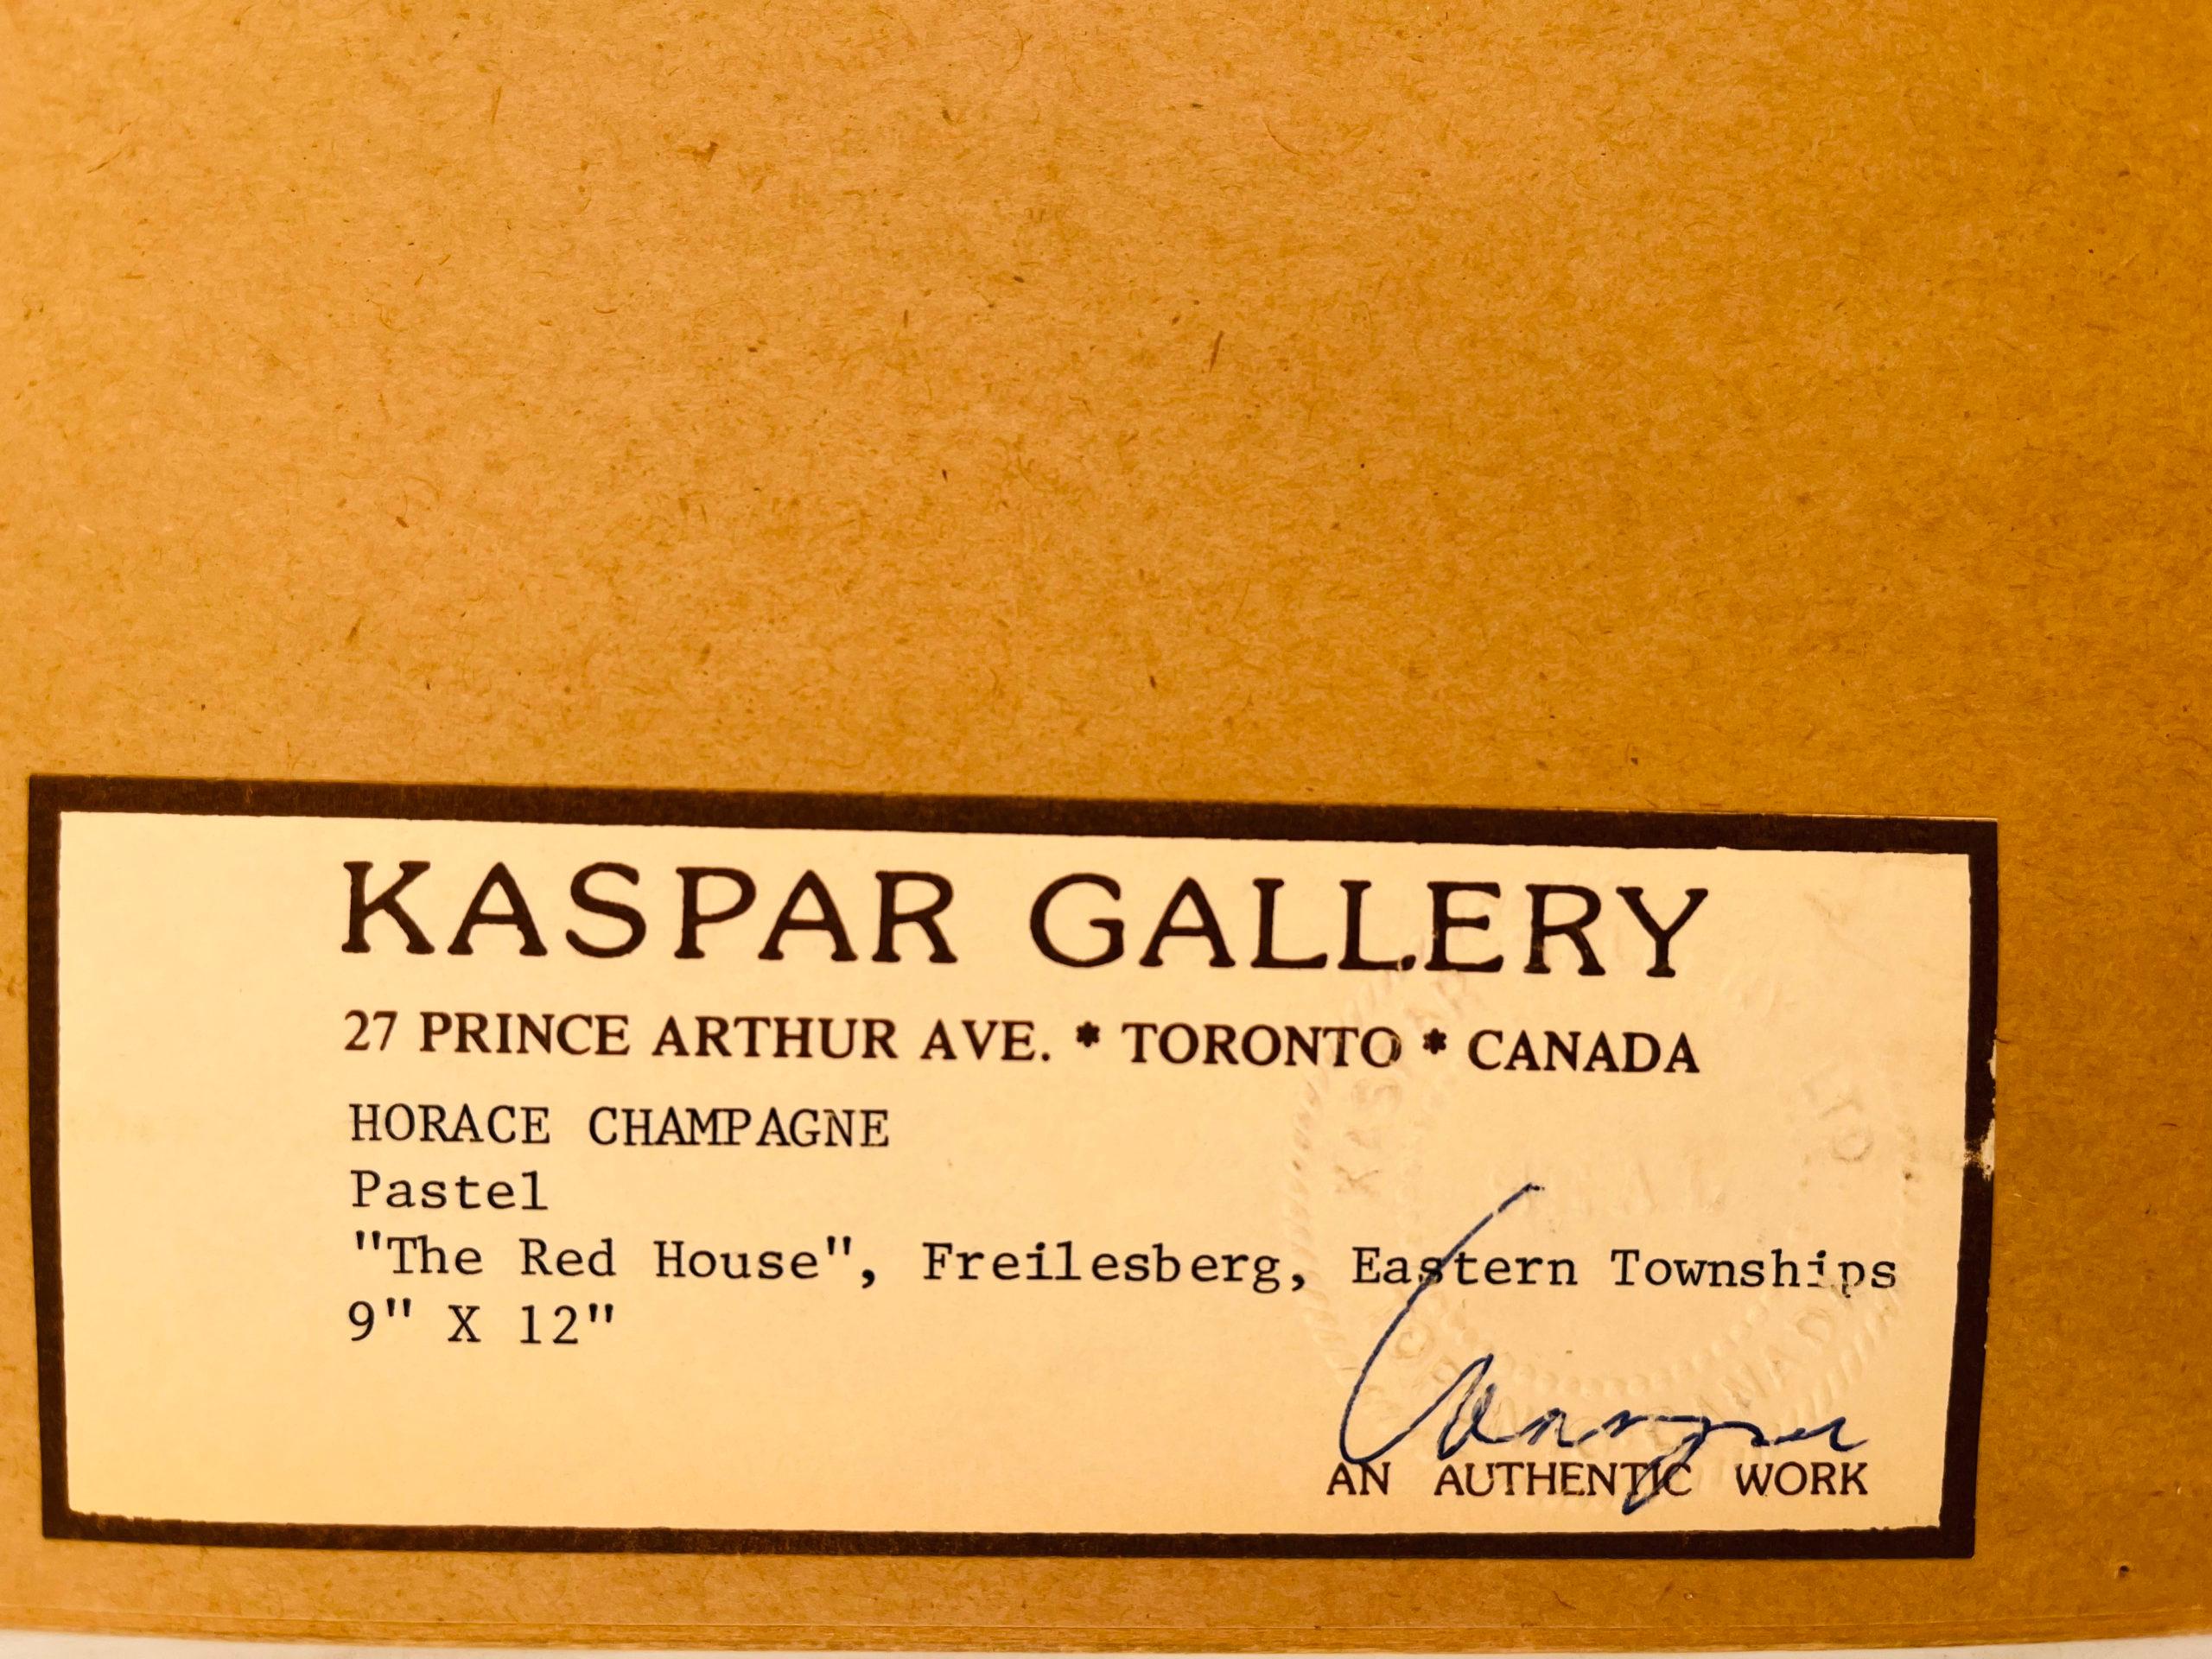 KASPAR GALLERY
27 PRINCE ARTHUR AVE. * TORONTO * CANADA
HORACE CHAMPAGNE
Pastel
"The Red House", Freilesberg, Eastern Townships
9" X 12"
AN AUTHENTIC WORK